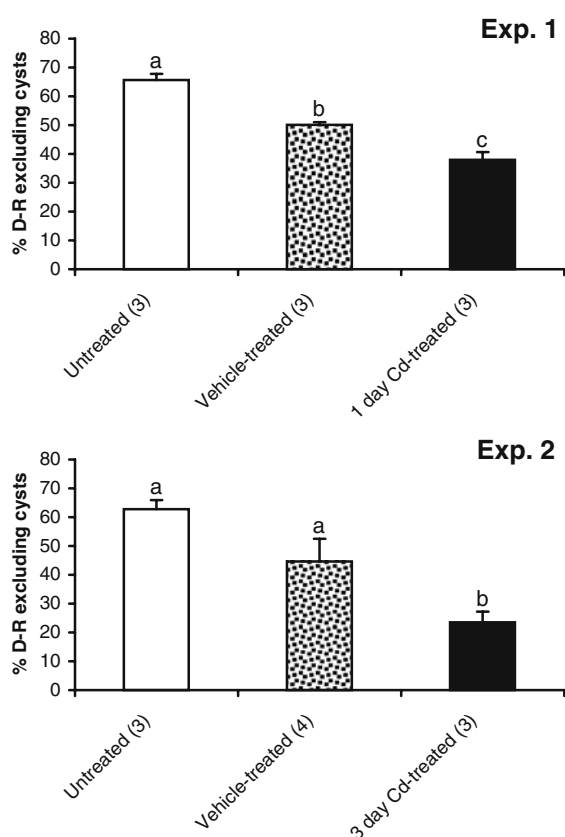 Exp. 1
% D-R excluding cysts
80
70
60
50
40
30
20
10
0
a
b
c
Untreated (3)
Vehicle-treated (3)
1 day Cd-treated (3)
Exp. 2
% D-R excluding cysts
80
70
60
50
40
30
20
10
0
a
a
b
Untreated (3)
Vehicle-treated (4)
3 day Cd-treated (3)